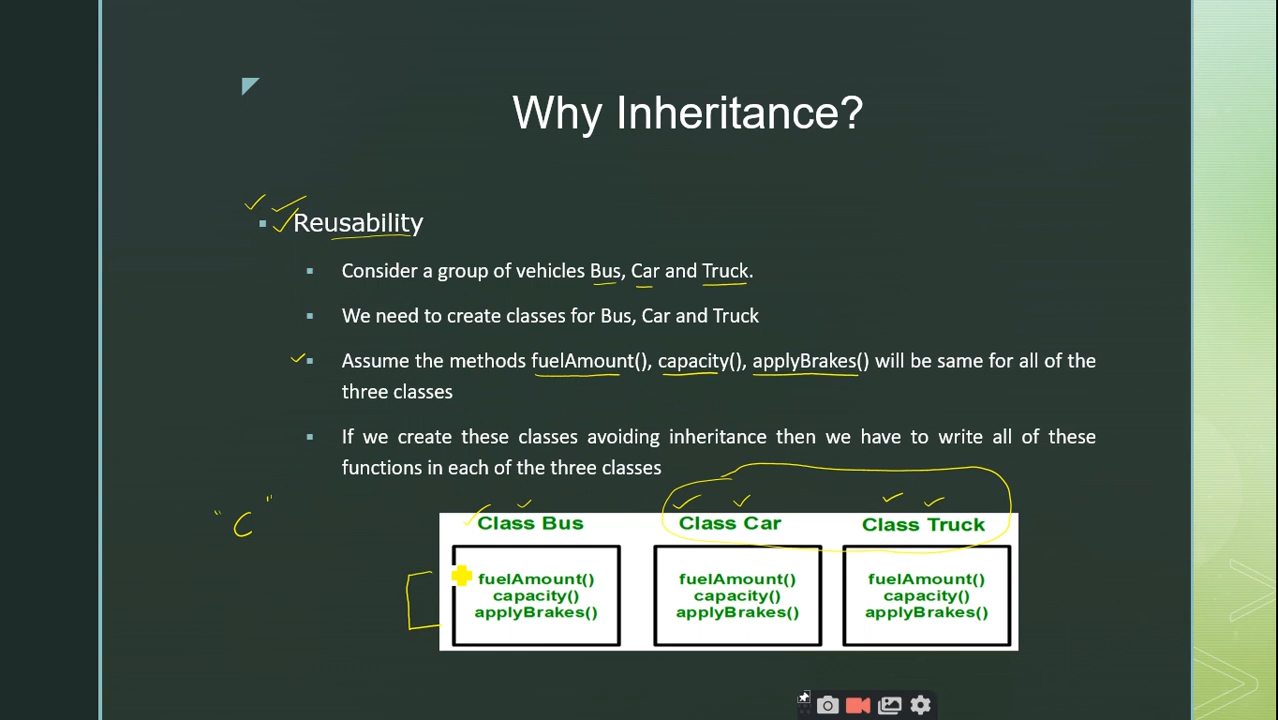 Why Inheritance?
Reusability
Consider a group of vehicles Bus, Car and Truck.
We need to create classes for Bus, Car and Truck
Assume the methods fuelAmount(), capacity(), applyBrakes() will be same for all of the
three classes
If we create these classes avoiding inheritance then we have to write all of these
functions in each of the three classes
"C"
Class Bus Class Car Class Truck
fuelAmount() fuelAmount() fuelAmount()
capacity() capacity() capacity()
applyBrakes() applyBrakes() applyBrakes()